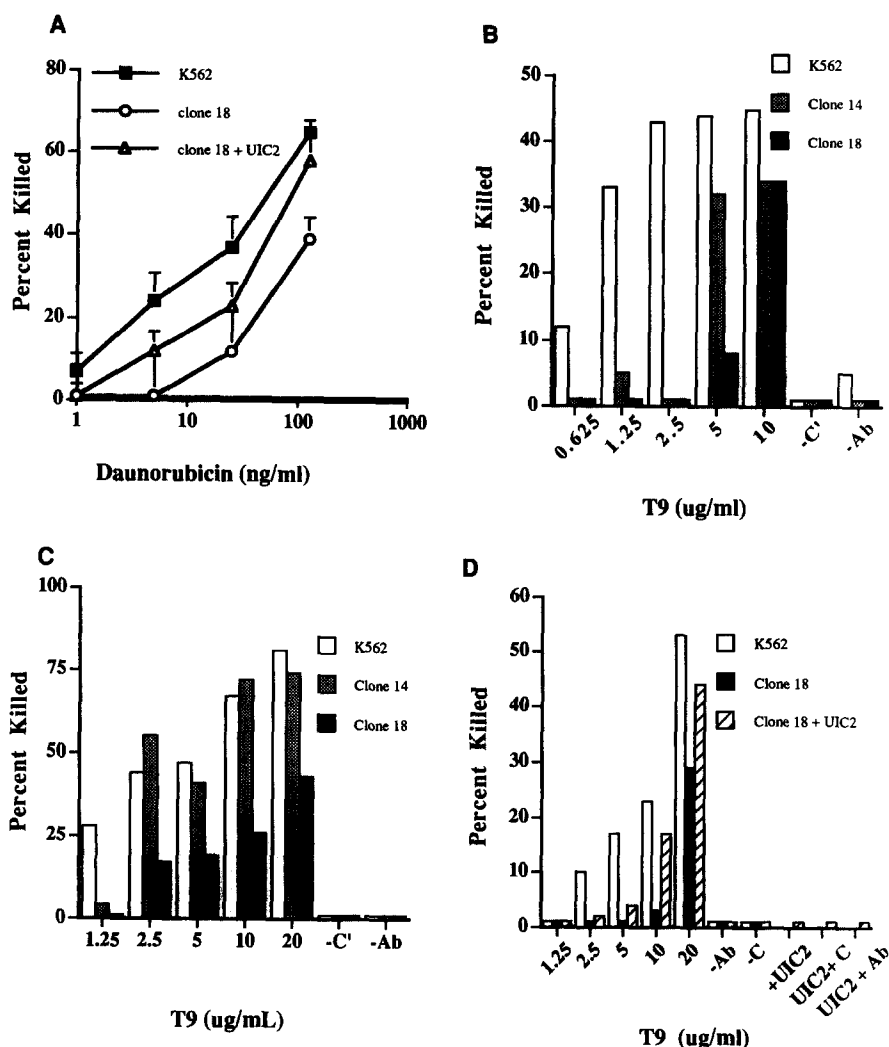 A
Percent Killed
80
60
40
20
0
K562
clone 18
clone 18 + UIC2
1
10
100
1000
Daunorubicin (ng/ml)
B
Percent Killed
50
40
30
20
10
0
K562
Clone 14
Clone 18
0.625
1.25
2.5
5
10
-C'
-Ab
T9 (ug/ml)
C
Percent Killed
100
75
50
25
0
K562
Clone 14
Clone 18
1.25
2.5
5
10
20
-C'
-Ab
T9 (ug/mL)
D
Percent Killed
60
50
40
30
20
10
0
K562
Clone 18
Clone 18 + UIC2
1.25
2.5
5
10
20
-Ab
-C
+UIC2
UIC2+ C
UIC2 + Ab
T9 (ug/ml)